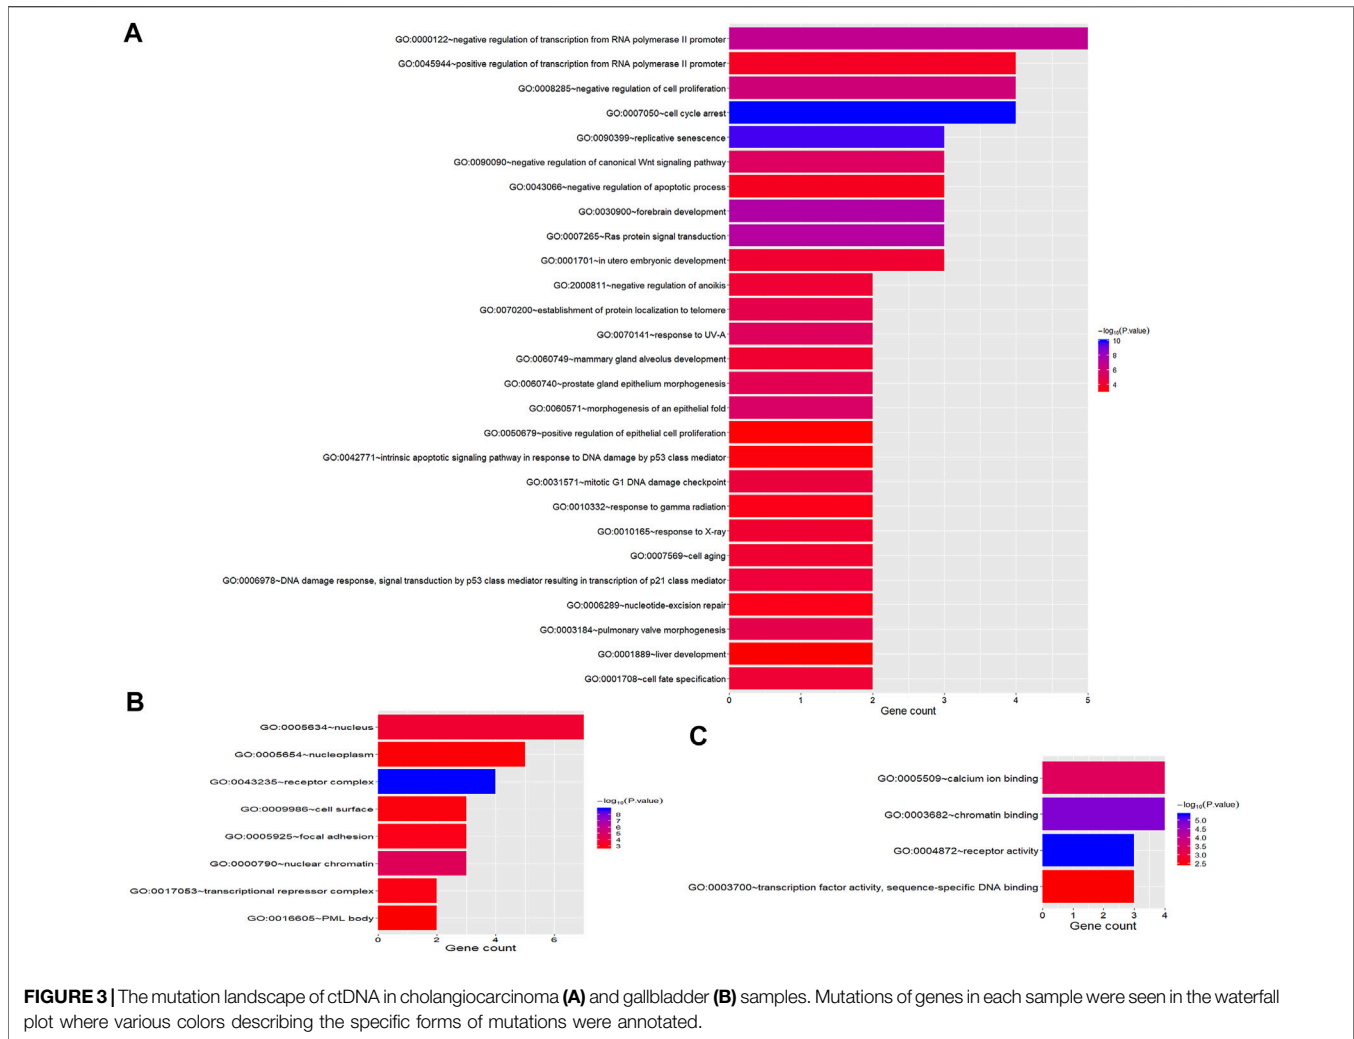 A
GO:0000122~negative regulation of transcription from RNA polymerase II promoter
GO:0045944~positive regulation of transcription from RNA polymerase II promoter
GO:0008285~negative regulation of cell proliferation
GO:0007050~cell cycle arrest
GO:0090399~replicative senescence
GO:0090090~negative regulation of canonical Wnt signaling pathway
GO:0043066~negative regulation of apoptotic process
GO:0030900~forebrain development
GO:0007265~Ras protein signal transduction
GO:0001701~in utero embryonic development
GO:2000811~negative regulation of anoikis
GO:0070200~establishment of protein localization to telomere
GO:0070141~response to UV-A
GO:0060749~mammary gland alveolus development
GO:0060740~prostate gland epithelium morphogenesis
GO:0060571~morphogenesis of an epithelial fold
GO:0050679~positive regulation of epithelial cell proliferation
GO:0042771~intrinsic apoptotic signaling pathway in response to DNA damage by p53 class mediator
GO:0031571~mitotic G1 DNA damage checkpoint
GO:0010332~response to gamma radiation
GO:0010165~response to X-ray
GO:0007569~cell aging
GO:0006978~DNA damage response, signal transduction by p53 class mediator resulting in transcription of p21 class mediator
GO:0006289~nucleotide-excision repair
GO:0003184~pulmonary valve morphogenesis
GO:0001889~liver development
GO:0001708~cell fate specification
0 1 2 3 4 5
Gene count
−log10(P.value)
10
8
6
4
B
GO:0005634~nucleus
GO:0005654~nucleoplasm
GO:0043235~receptor complex
GO:0009986~cell surface
GO:0005925~focal adhesion
GO:0000790~nuclear chromatin
GO:0017053~transcriptional repressor complex
GO:0016605~PML body
0 2 4 6
Gene count
−log10(P.value)
8
7
6
5
4
3
C
GO:0005509~calcium ion binding
GO:0003682~chromatin binding
GO:0004872~receptor activity
GO:0003700~transcription factor activity, sequence-specific DNA binding
0 1 2 3 4
Gene count
−log10(P.value)
5.0
4.5
4.0
3.5
3.0
2.5
FIGURE 3 | The mutation landscape of ctDNA in cholangiocarcinoma (A) and gallbladder (B) samples. Mutations of genes in each sample were seen in the waterfall
plot where various colors describing the specific forms of mutations were annotated.